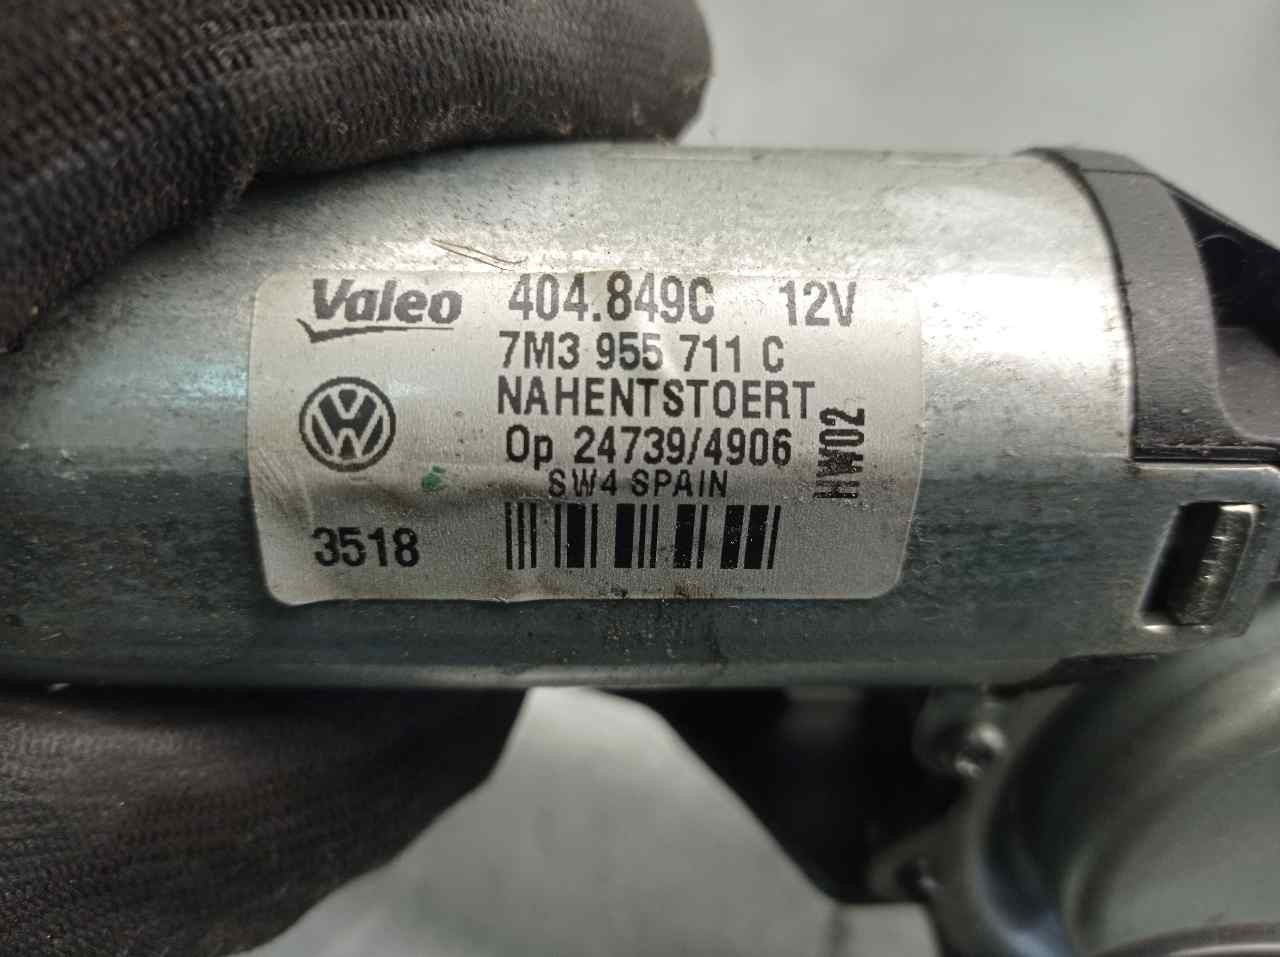 Valeo 404.849C 12V
7M3 955 711 C
NAHENTSTOERT
Op 24739/4906
HW02
SW4 SPAIN
3518